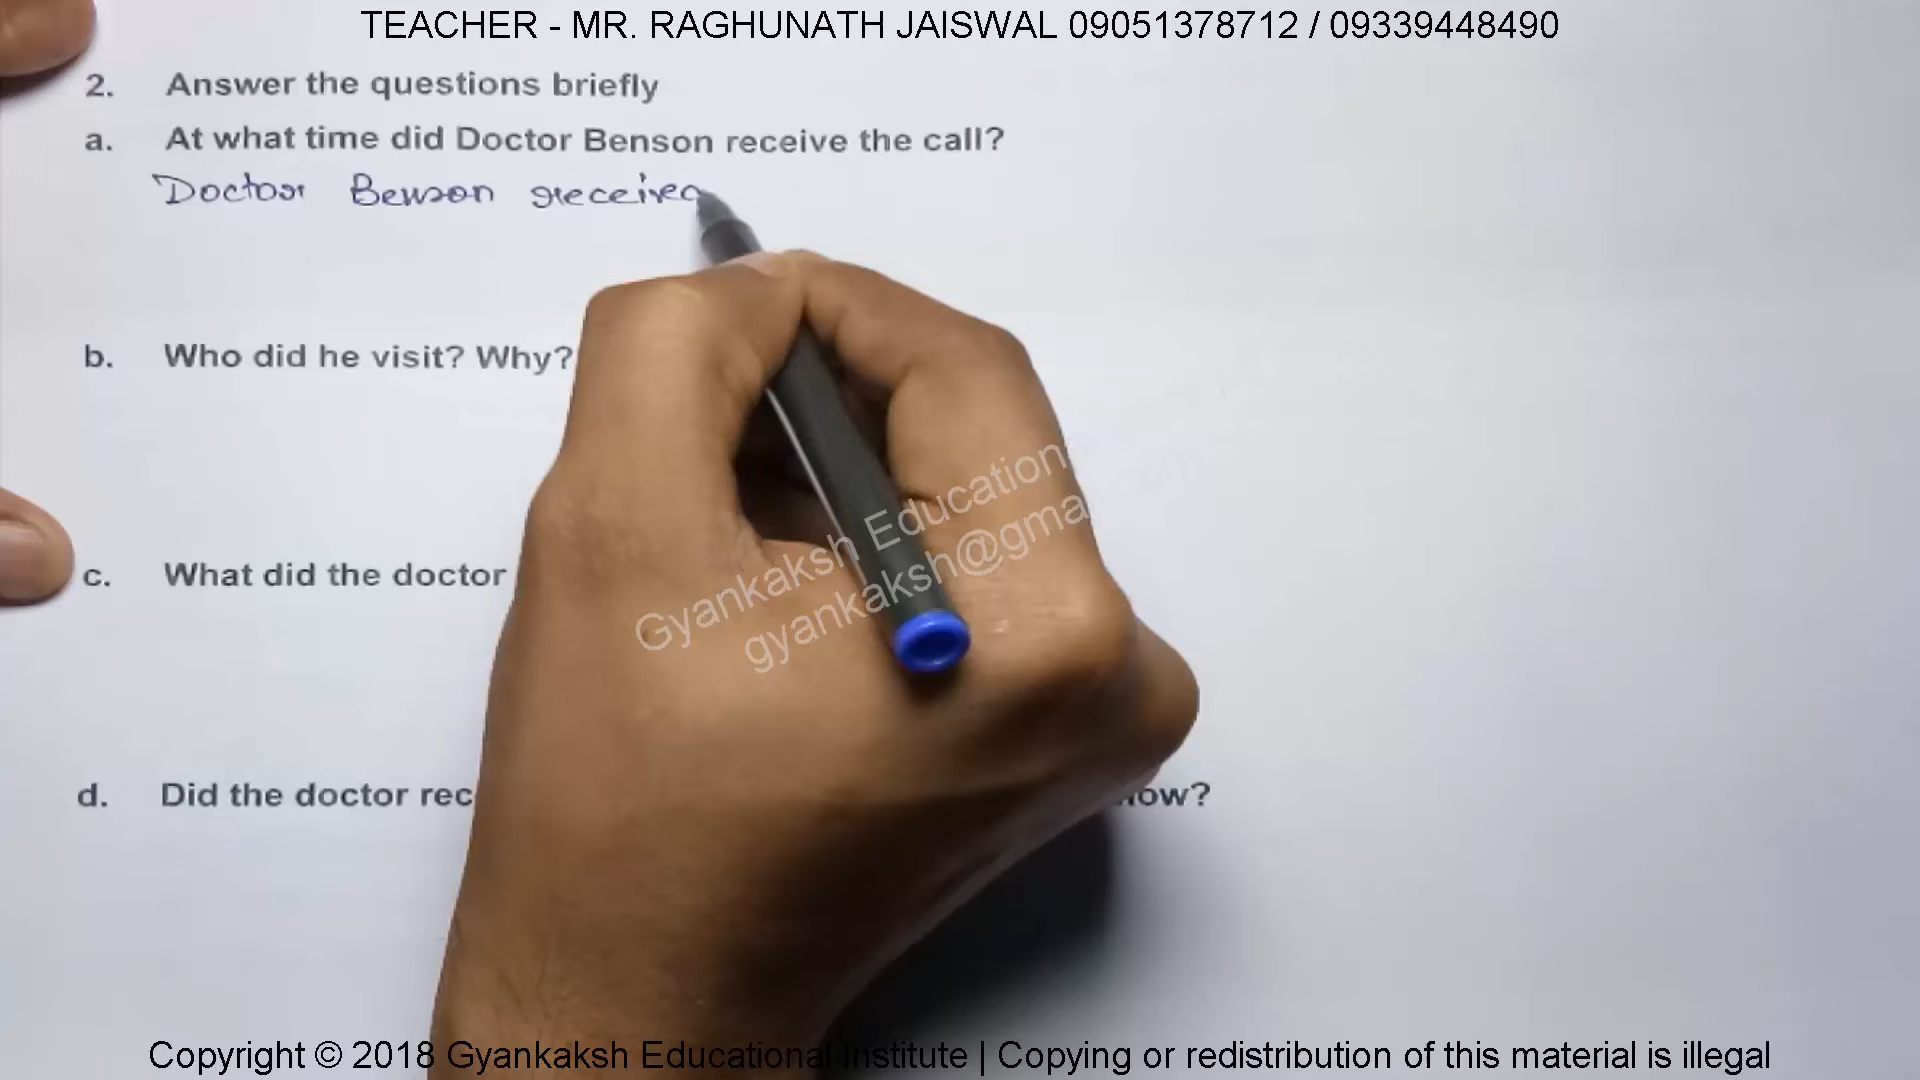 TEACHER - MR. RAGHUNATH JAISWAL 09051378712 / 09339448490
2. Answer the questions briefly
a. At what time did Doctor Benson receive the call?
Doctor Benson receive
b. Who did he visit? Why?
Gyankaksh Education
gyankaksh@gma
c. What did the doctor
d. Did the doctor rec how?
Copyright © 2018 Gyankaksh Educational Institute | Copying or redistribution of this material is illegal